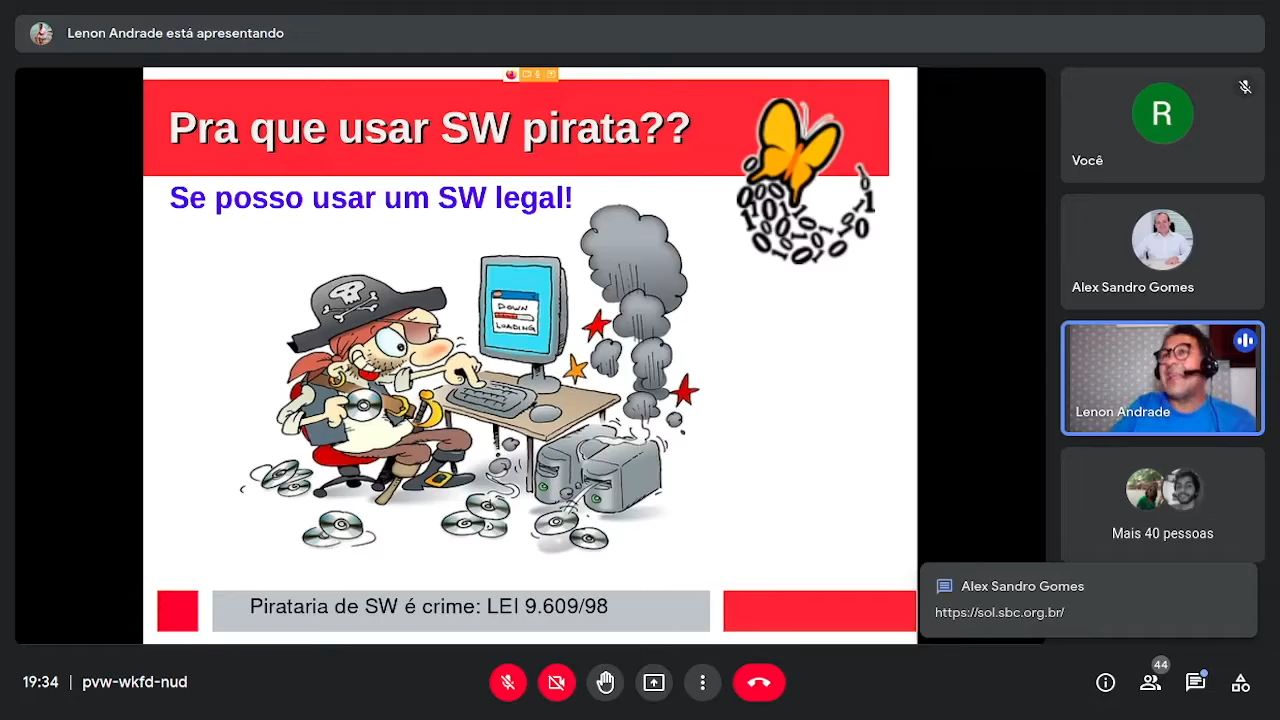 Lenon Andrade está apresentando
Pra que usar SW pirata??
Se posso usar um SW legal!
DOWN
LOADING
Pirataria de SW é crime: LEI 9.609/98
R
Você
Alex Sandro Gomes
Lenon Andrade
Mais 40 pessoas
Alex Sandro Gomes
https://sol.sbc.org.br/
19:34 | pvw-wkfd-nud
44